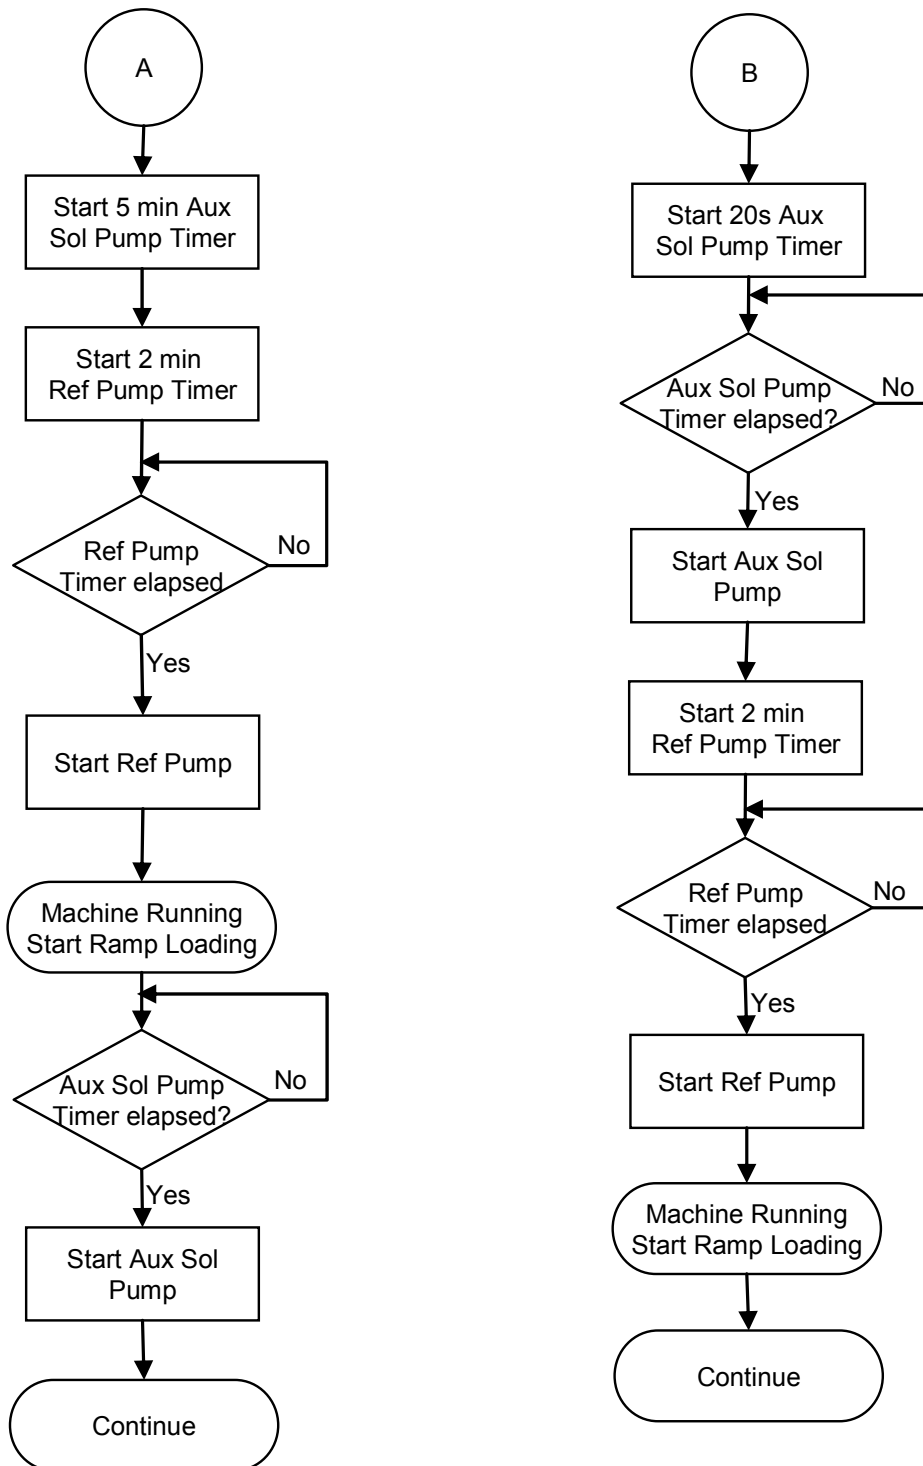 A
Start 5 min Aux
Sol Pump Timer
Start 2 min
Ref Pump Timer
Ref Pump
Timer elapsed
No
Yes
Start Ref Pump
Machine Running
Start Ramp Loading
Aux Sol Pump
Timer elapsed?
No
Yes
Start Aux Sol
Pump
Continue
B
Start 20s Aux
Sol Pump Timer
Aux Sol Pump
Timer elapsed?
No
Yes
Start Aux Sol
Pump
Start 2 min
Ref Pump Timer
Ref Pump
Timer elapsed
No
Yes
Start Ref Pump
Machine Running
Start Ramp Loading
Continue